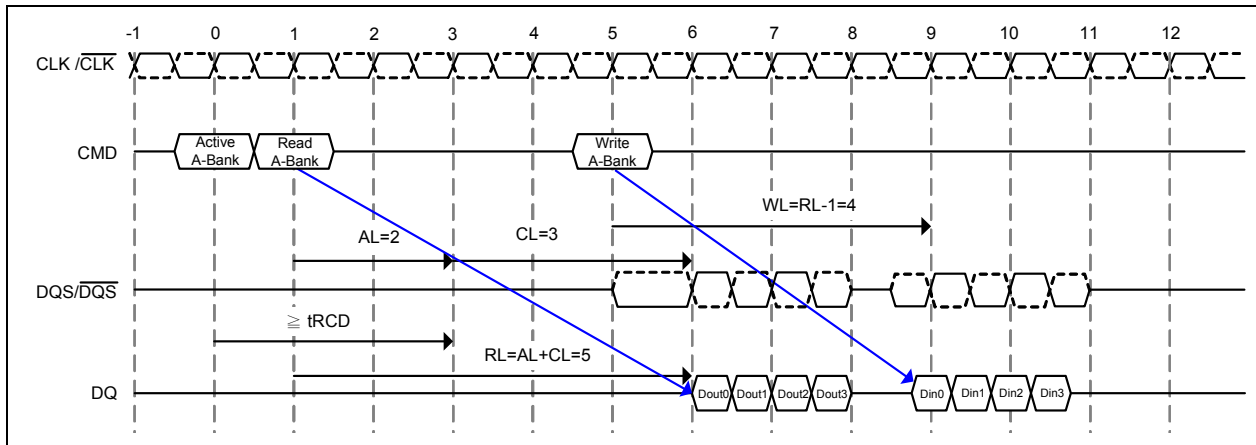 -1 0 1 2 3 4 5 6 7 8 9 10 11 12
CLK /CLK
CMD
Active
A-Bank
Read
A-Bank
Write
A-Bank
WL=RL-1=4
AL=2
CL=3
DQS/DQS
≧ tRCD
RL=AL+CL=5
DQ
Dout0 Dout1 Dout2 Dout3 Din0 Din1 Din2 Din3